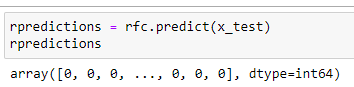 rpredictions = rfc.predict(x_test)
rpredictions
array([0, 0, 0, ..., 0, 0, 0], dtype=int64)